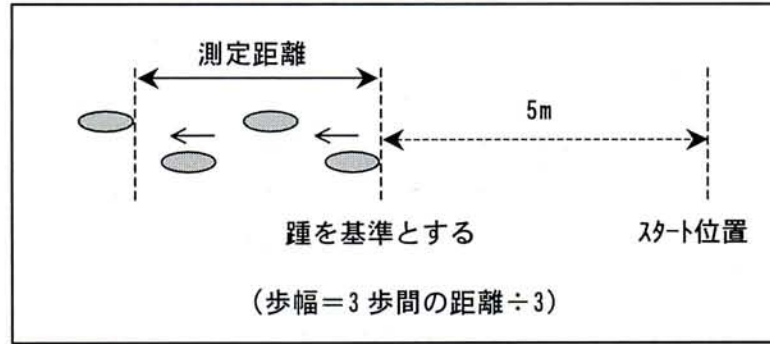 測定距離
5m
踵を基準とする
スタート位置
（歩幅＝3 歩間の距離÷3）